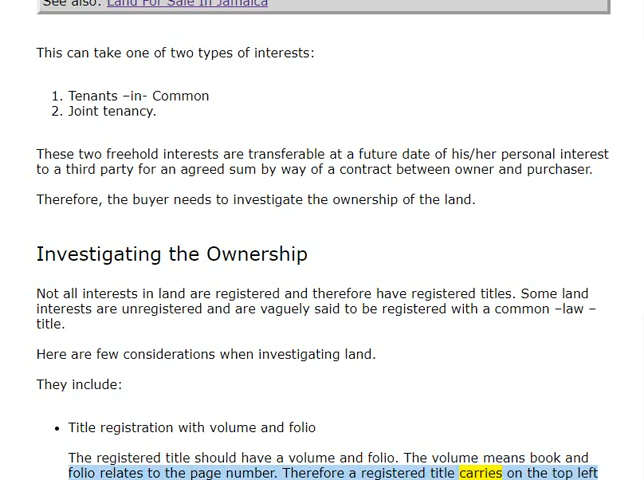 See also: Land For Sale In Jamaica
This can take one of two types of interests:
1. Tenants –in- Common
2. Joint tenancy.
These two freehold interests are transferable at a future date of his/her personal interest
to a third party for an agreed sum by way of a contract between owner and purchaser.
Therefore, the buyer needs to investigate the ownership of the land.
Investigating the Ownership
Not all interests in land are registered and therefore have registered titles. Some land
interests are unregistered and are vaguely said to be registered with a common –law –
title.
Here are few considerations when investigating land.
They include:
• Title registration with volume and folio
The registered title should have a volume and folio. The volume means book and
folio relates to the page number. Therefore a registered title carries on the top left